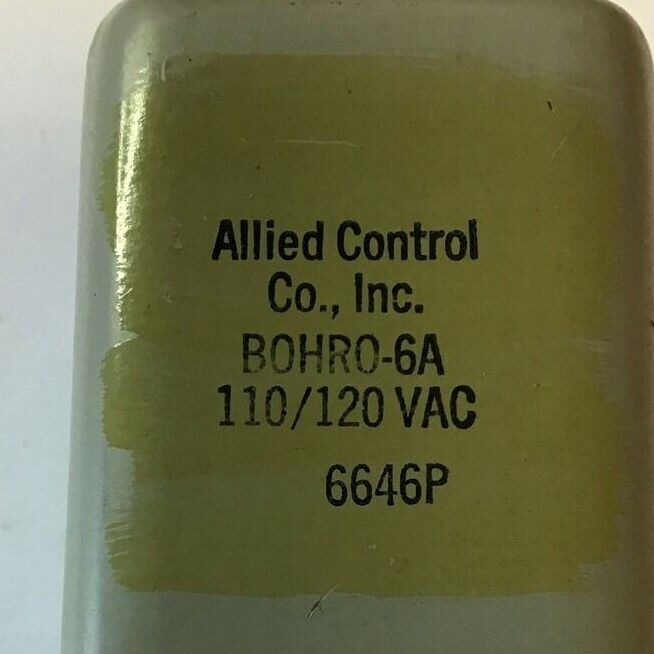 Allied Control
Co., Inc.
BOHRO-6A
110/120 VAC
6646P